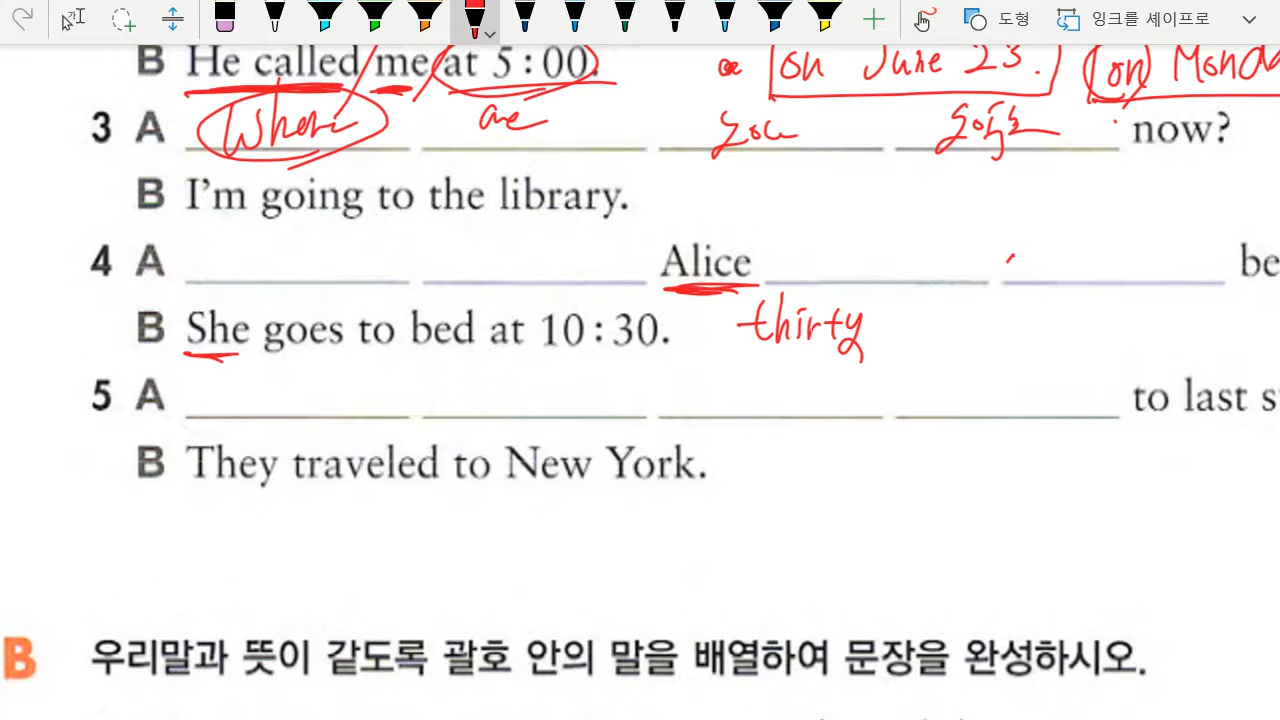 도형 잉크를 셰이프로
B He called me at 5:00. on June 23. on Monda
3 A Where are you going now?
B I'm going to the library.
4 A Alice be
B She goes to bed at 10:30. thirty
5 A to last s
B They traveled to New York.
B 우리말과 뜻이 같도록 괄호 안의 말을 배열하여 문장을 완성하시오.